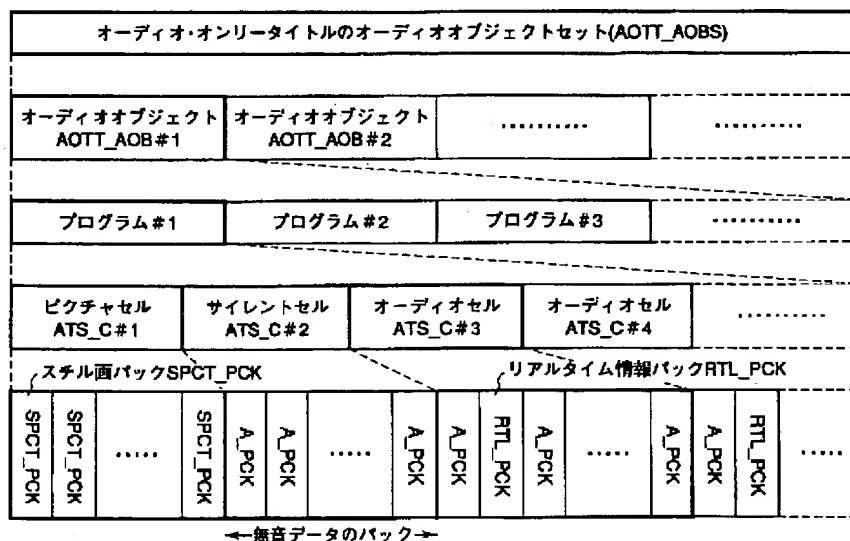 オーディオ・オンリータイトルのオーディオオブジェクトセット(AOTT_AOBS)
オーディオオブジェクト
AOTT_AOB#1
オーディオオブジェクト
AOTT_AOB#2
..........
..........
プログラム#1
プログラム#2
プログラム#3
..........
ピクチャセル
ATS_C#1
サイレントセル
ATS_C#2
オーディオセル
ATS_C#3
オーディオセル
ATS_C#4
..........
スチル画パックSPCT_PCK
リアルタイム情報パックRTL_PCK
SPCT_PCK
SPCT_PCK
.....
SPCT_PCK
A_PCK
A_PCK
.....
A_PCK
A_PCK
RTL_PCK
A_PCK
.....
A_PCK
A_PCK
RTL_PCK
.....
←無音データのパック→